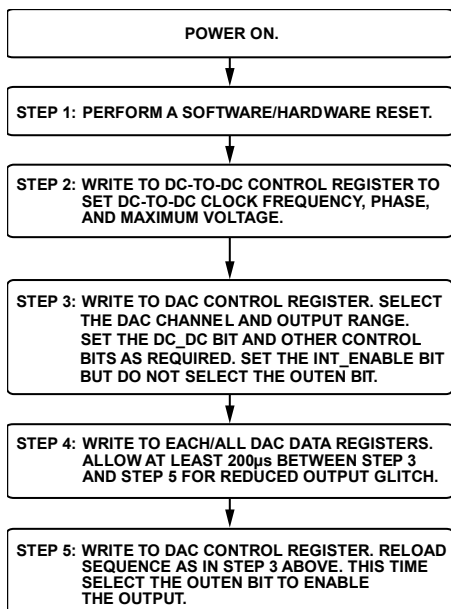 POWER ON.
STEP 1: PERFORM A SOFTWARE/HARDWARE RESET.
STEP 2: WRITE TO DC-TO-DC CONTROL REGISTER TO
SET DC-TO-DC CLOCK FREQUENCY, PHASE,
AND MAXIMUM VOLTAGE.
STEP 3: WRITE TO DAC CONTROL REGISTER. SELECT
THE DAC CHANNEL AND OUTPUT RANGE.
SET THE DC_DC BIT AND OTHER CONTROL
BITS AS REQUIRED. SET THE INT_ENABLE BIT
BUT DO NOT SELECT THE OUTEN BIT.
STEP 4: WRITE TO EACH/ALL DAC DATA REGISTERS.
ALLOW AT LEAST 200µs BETWEEN STEP 3
AND STEP 5 FOR REDUCED OUTPUT GLITCH.
STEP 5: WRITE TO DAC CONTROL REGISTER. RELOAD
SEQUENCE AS IN STEP 3 ABOVE. THIS TIME
SELECT THE OUTEN BIT TO ENABLE
THE OUTPUT.